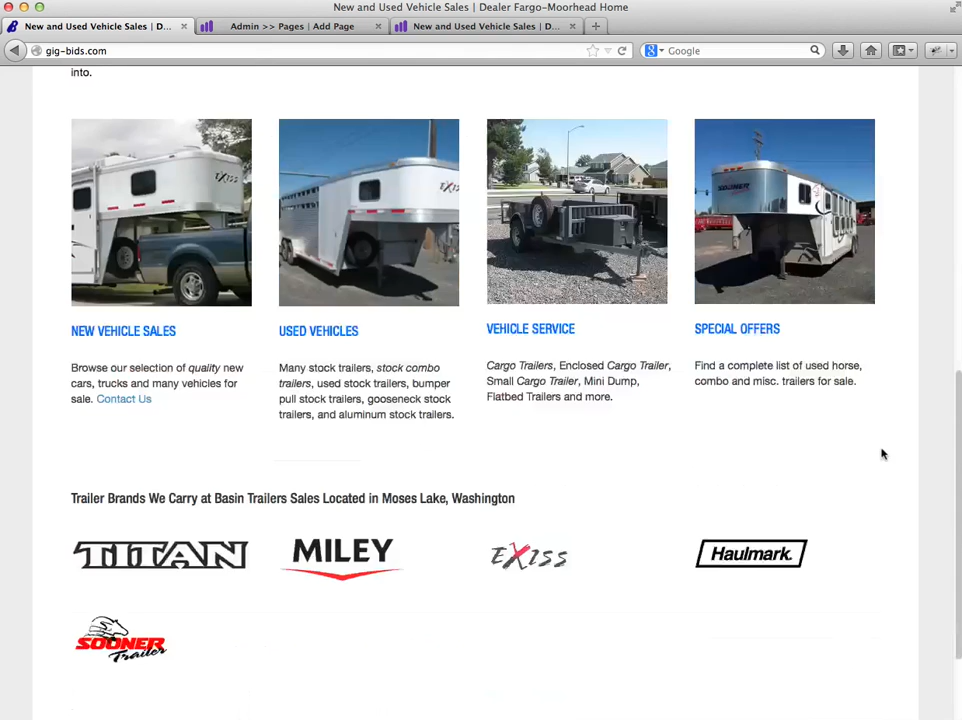 New and Used Vehicle Sales | Dealer Fargo-Moorhead Home
New and Used Vehicle Sales | D...
Admin >> Pages | Add Page
New and Used Vehicle Sales | D...
gig-bids.com
Google
into.
EXISS
EXISS
SOONER
NEW VEHICLE SALES
Browse our selection of quality new
cars, trucks and many vehicles for
sale. Contact Us
USED VEHICLES
Many stock trailers, stock combo
trailers, used stock trailers, bumper
pull stock trailers, gooseneck stock
trailers, and aluminum stock trailers.
VEHICLE SERVICE
Cargo Trailers, Enclosed Cargo Trailer,
Small Cargo Trailer, Mini Dump,
Flatbed Trailers and more.
SPECIAL OFFERS
Find a complete list of used horse,
combo and misc. trailers for sale.
Trailer Brands We Carry at Basin Trailers Sales Located in Moses Lake, Washington
TITAN
MILEY
EXISS
Haulmark.
SOONER
Trailer